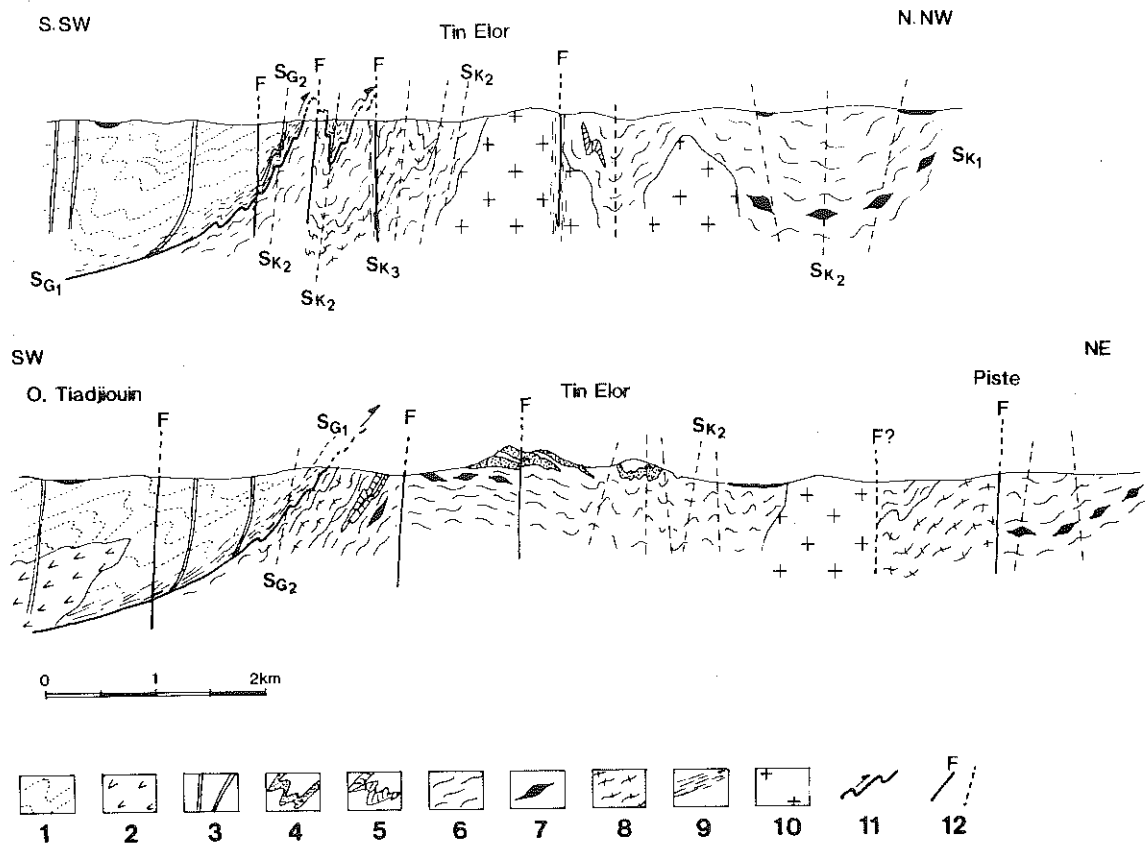 S. SW Tin Elor N. NW
F SG2 F F SK2 F
SK1
SG1 SK2 SK2 SK3 SK2
SW NE
O. Tiadjiouin Tin Elor Piste
F SG1 F F SK2 F? F
SG2
0 1 2km
F
1 2 3 4 5 6 7 8 9 10 11 12